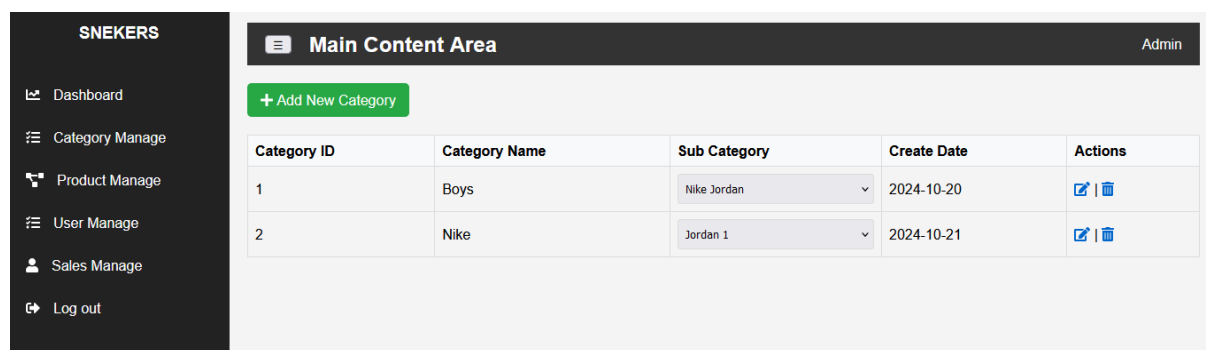 SNEKERS
Dashboard
Category Manage
Product Manage
User Manage
Sales Manage
Log out
Main Content Area
Admin
+ Add New Category
Category ID Category Name Sub Category Create Date Actions
1 Boys Nike Jordan 2024-10-20 |
2 Nike Jordan 1 2024-10-21 |